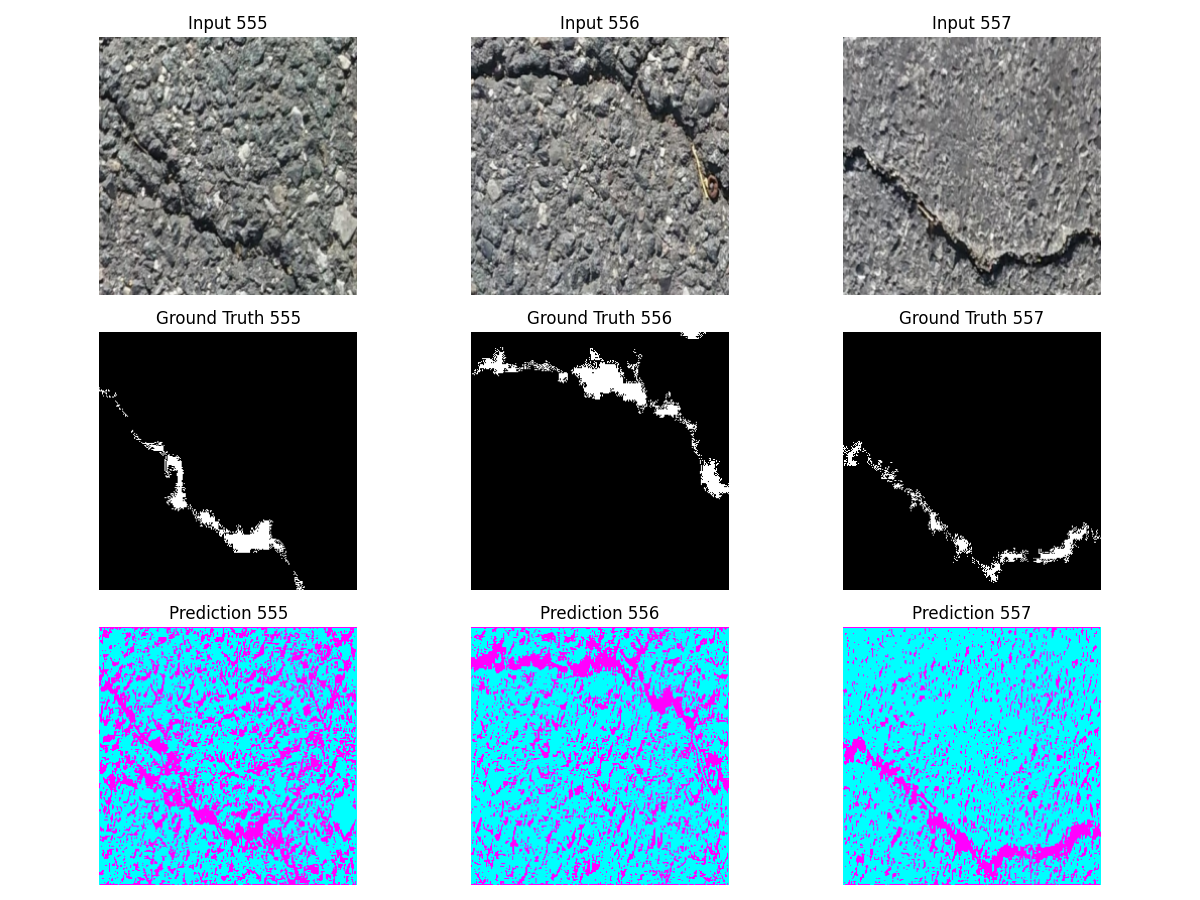 Input 555
Input 556
Input 557
Ground Truth 555
Ground Truth 556
Ground Truth 557
Prediction 555
Prediction 556
Prediction 557